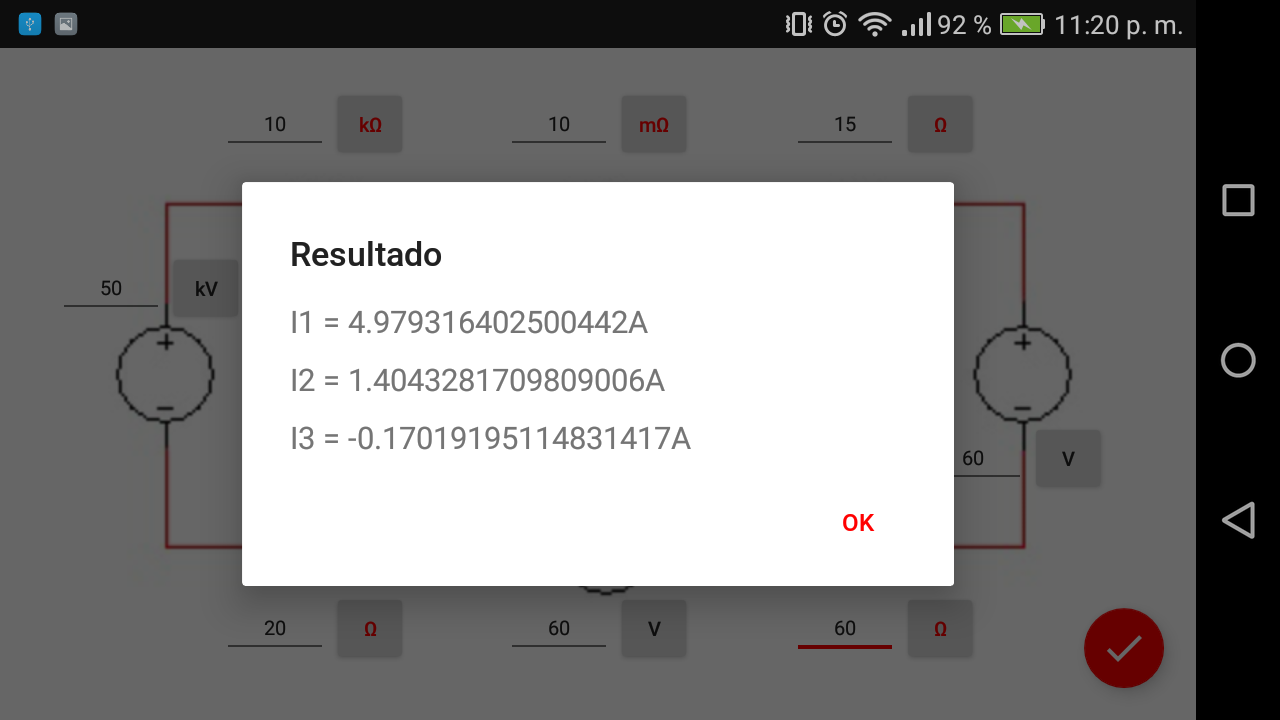 92 % 11:20 p. m.
10 kΩ 10 mΩ 15 Ω
50 kV
Resultado
I1 = 4.979316402500442A
I2 = 1.4043281709809006A
I3 = -0.17019195114831417A
60 V
OK
20 Ω 60 V 60 Ω